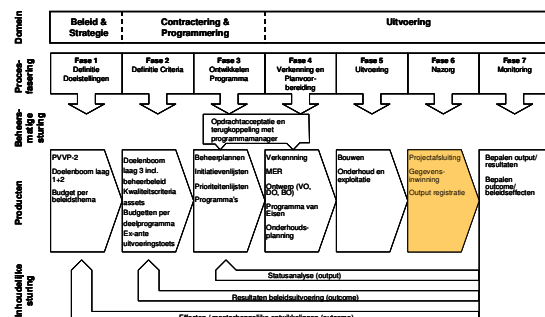 Domein
Beleid &
Strategie
Contractering &
Programmering
Uitvoering
Proces-
fasering
Fase 1
Definitie
Doelstellingen
Fase 2
Definitie Criteria
Fase 3
Ontwikkelen
Programma
Fase 4
Verkenning en
Planvoor-
bereiding
Fase 5
Uitvoering
Fase 6
Nazorg
Fase 7
Monitoring
Beheers-
matige
sturing
Opdrachtacceptatie en
terugkoppeling met
programmamanager
Producten
PVVP-2
Doelenboom laag
1+2
Budget per
beleidsthema
Doelenboom
laag 3 incl.
beheerbeleid
Kwaliteitscriteria
assets
Budgetten per
deelprogramma
Ex-ante
uitvoeringstoets
Beheerplannen
Initiatievenlijsten
Prioriteitenlijsten
Programma's
Verkenning
MER
Ontwerp (VO,
DO, BO)
Programma van
Eisen
Onderhouds-
planning
Bouwen
Onderhoud en
exploitatie
Projectafsluiting
Gegevens-
inwinning
Output registratie
Bepalen output/
resultaten
Bepalen
outcome/
beleidseffecten
Inhoudelijke
sturing
Statusanalyse (output)
Resultaten beleidsuitvoering (outcome)
Effecten / maatschappelijke ontwikkelingen (outcome)